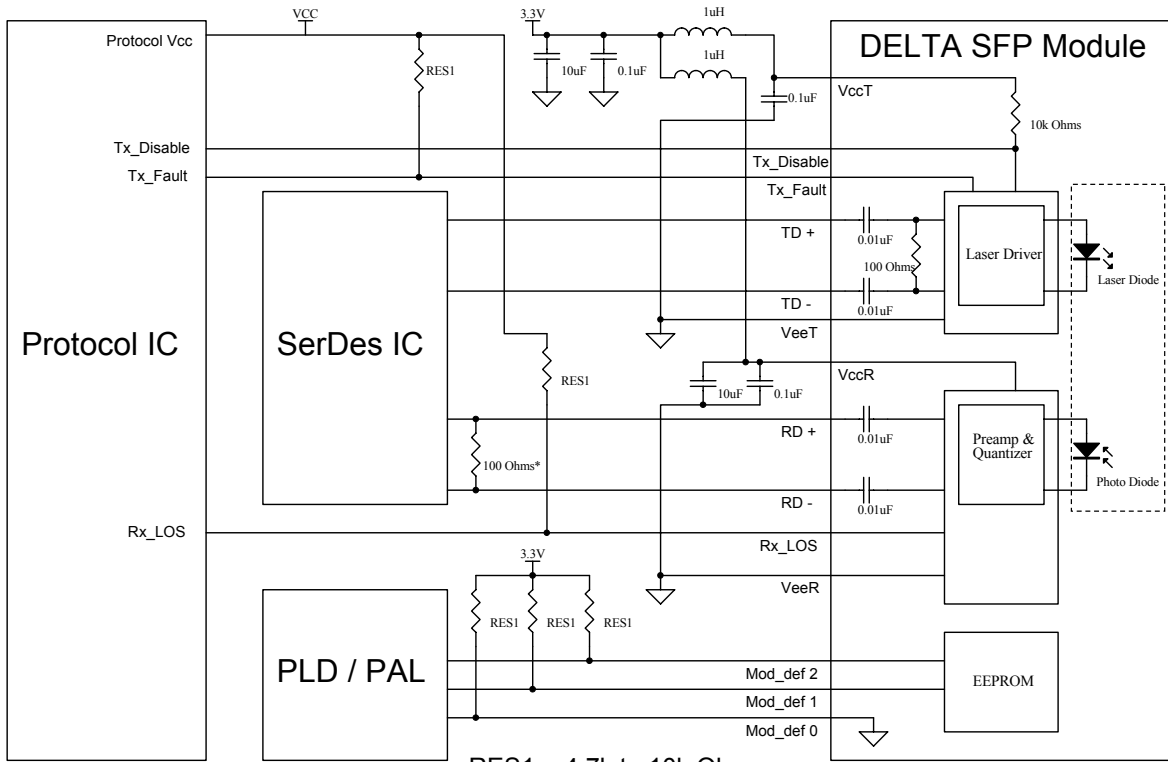 VCC
3.3V
1uH
Protocol Vcc
DELTA SFP Module
RES1
10uF
0.1uF
1uH
VccT
0.1uF
10k Ohms
Tx_Disable
Tx_Disable
Tx_Fault
Tx_Fault
TD +
0.01uF
Laser Driver
100 Ohms
Laser Diode
TD -
0.01uF
VeeT
Protocol IC
SerDes IC
RES1
VccR
10uF
0.1uF
RD +
0.01uF
Preamp &
Quantizer
100 Ohms*
Photo Diode
RD -
0.01uF
Rx_LOS
Rx_LOS
3.3V
VeeR
RES1
RES1
RES1
PLD / PAL
Mod_def 2
EEPROM
Mod_def 1
Mod_def 0